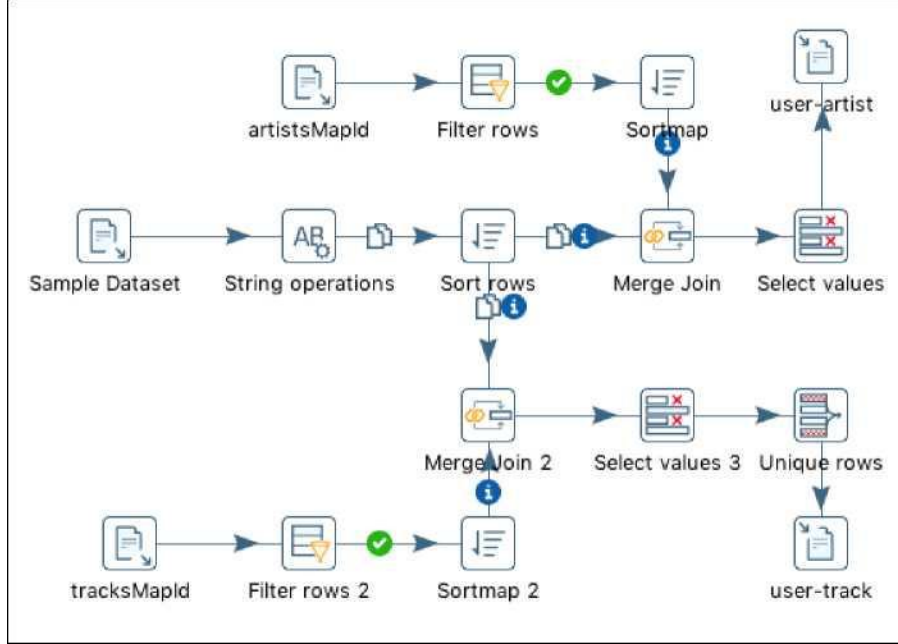 user-artist
artistsMapId
Filter rows
Sortmap
AB
Sample Dataset
String operations
Sort rows
Merge Join
Select values
Merge Join 2
Select values 3
Unique rows
tracksMapId
Filter rows 2
Sortmap 2
user-track